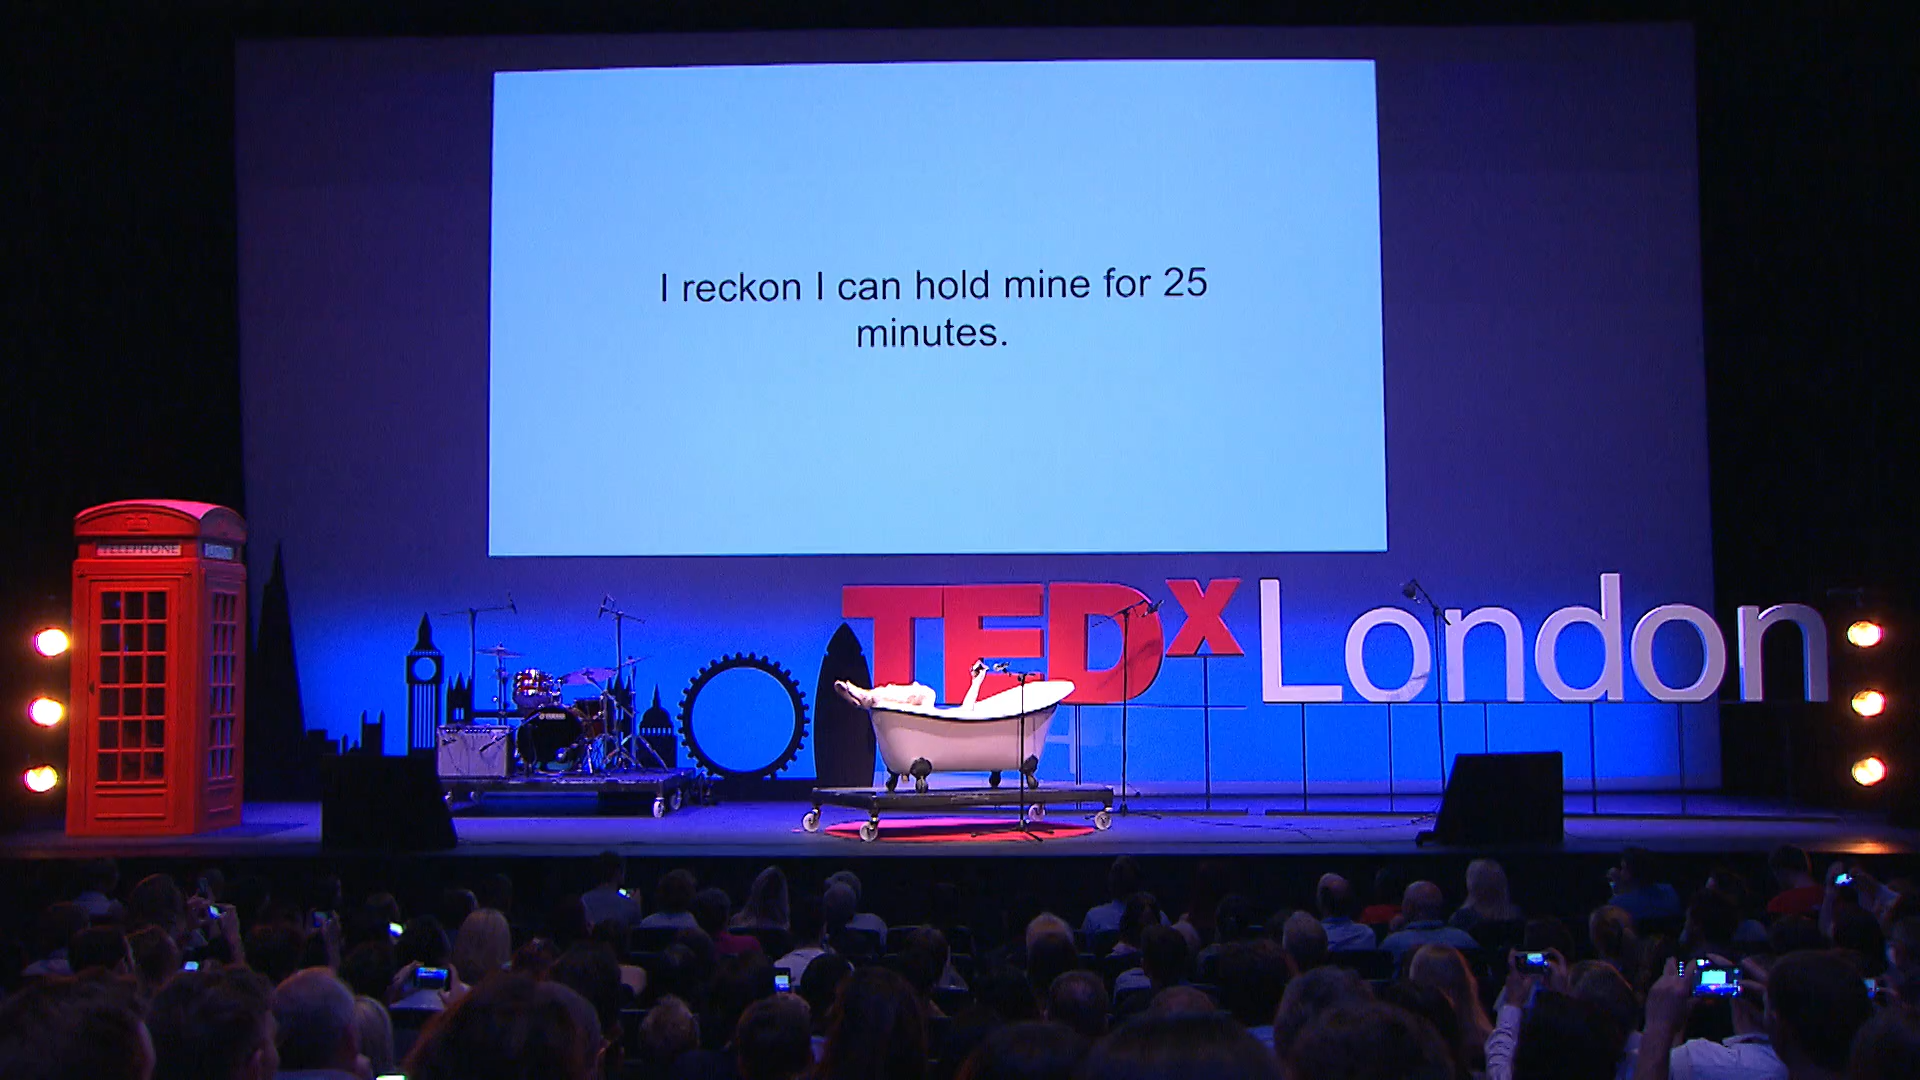 I reckon I can hold mine for 25
minutes.
TELEPHONE
TEDx London